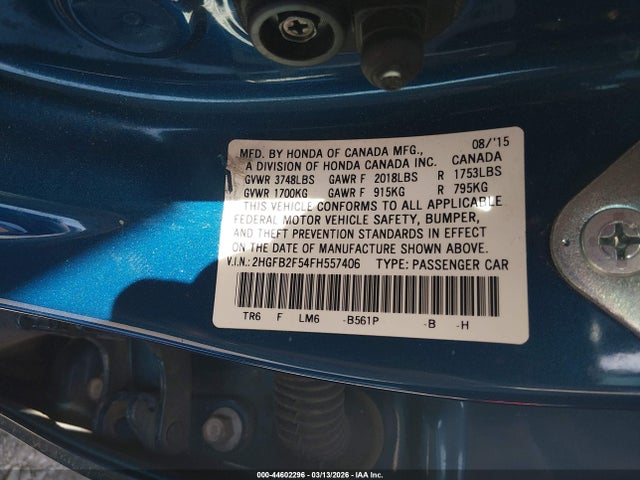 MFD. BY HONDA OF CANADA MFG., 08/'15
A DIVISION OF HONDA CANADA INC. CANADA
GVWR 3748LBS GAWR F 2018LBS R 1753LBS
GVWR 1700KG GAWR F 915KG R 795KG
THIS VEHICLE CONFORMS TO ALL APPLICABLE
FEDERAL MOTOR VEHICLE SAFETY, BUMPER,
AND THEFT PREVENTION STANDARDS IN EFFECT
ON THE DATE OF MANUFACTURE SHOWN ABOVE.
V.I.N.: 2HGFB2F54FH557406 TYPE: PASSENGER CAR
TR6 F LM6 -B561P -B -H
000-44602296 | 03/13/2026 | IAA Inc.